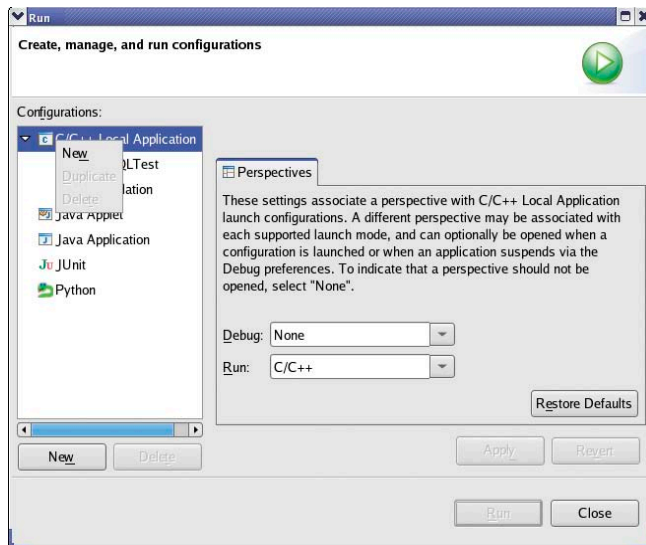 Run
Create, manage, and run configurations
Configurations:
C/C++ Local Application
New
QLTest
Duplicate
lation
Delete
Java Applet
Java Application
Ju JUnit
Python
Perspectives
These settings associate a perspective with C/C++ Local Application
launch configurations. A different perspective may be associated with
each supported launch mode, and can optionally be opened when a
configuration is launched or when an application suspends via the
Debug preferences. To indicate that a perspective should not be
opened, select "None".
Debug: None
Run: C/C++
Restore Defaults
New Delete
Apply Revert
Run Close